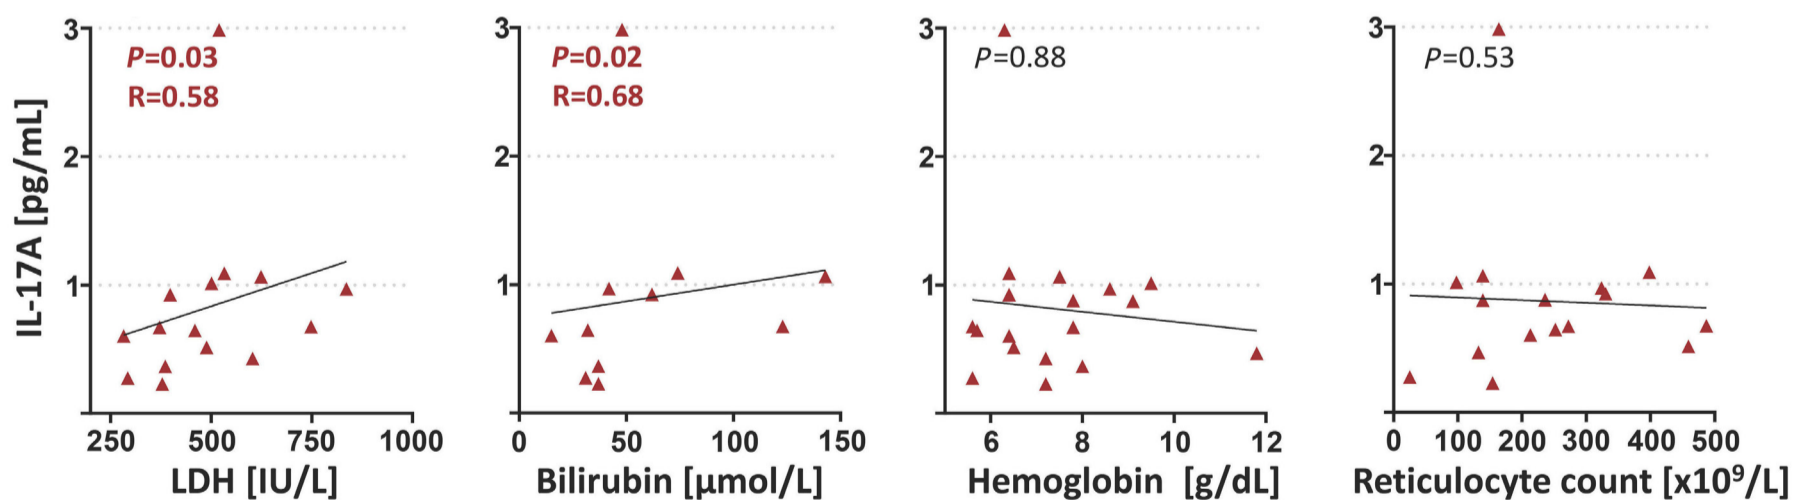 IL-17A [pg/mL]
3
2
1
P=0.03
R=0.58
250 500 750 1000
LDH [IU/L]
3
2
1
P=0.02
R=0.68
0 50 100 150
Bilirubin [μmol/L]
3
2
1
P=0.88
6 8 10 12
Hemoglobin [g/dL]
3
2
1
P=0.53
0 100 200 300 400 500
Reticulocyte count [x10⁹/L]